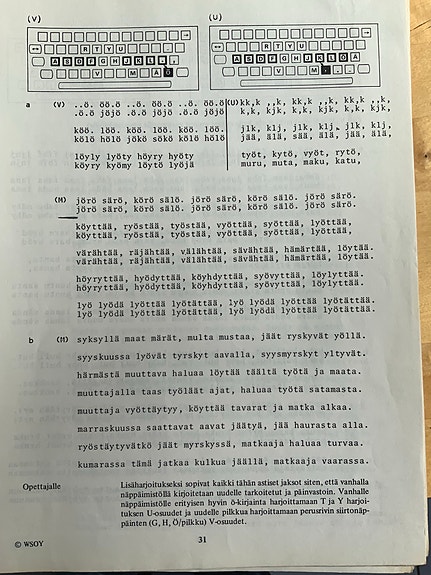 (V) (U)
R T Y U
A S D F G H J K L Ö
V M A Ö
R T Y U
A S D F G H J K L Ö Ä
V M
a (V) ..ö. öö.ö ..ö. öö.ö ..ö. öö.ö
.ö.ö jöjö .ö.ö jöjö .ö.ö jöjö
köö. löö. köö. löö. köö. löö.
kölö hölö jökö sökö kölö hölö
löyly lyöty höyry hyöty
köyry kyömy löytö lyöjä
(U) kk,k ,,k, kk,k ,,k, kk,k ,,k,
k,k, kjk, k,k, kjk, k,k, kjk,
jlk, klj, jlk, klj, jlk, klj,
jää, älä, sää, älä, jää, älä,
työt, kytö, vyöt, rytö,
muru, muta, maku, katu,
(M) jörö särö, körö sälö. jörö särö, körö sälö. jörö särö.
jörö särö, körö sälö. jörö särö, körö sälö. jörö särö.
köyttää, ryöstää, työstää, vyöttää, syöttää, lyöttää,
köyttää, ryöstää, työstää, vyöttää, syöttää, lyöttää,
värähtää, räjähtää, välähtää, sävähtää, hämärtää, löytää.
värähtää, räjähtää, välähtää, sävähtää, hämärtää, löytää.
höyryttää, hyödyttää, köyhdyttää, syövyttää, löylyttää.
höyryttää, hyödyttää, köyhdyttää, syövyttää, löylyttää.
lyö lyödä lyöttää lyötättää, lyö lyödä lyöttää lyötättää.
lyö lyödä lyöttää lyötättää, lyö lyödä lyöttää lyötättää.
b (M) syksyllä maat märät, multa mustaa, jäät ryskyvät yöllä.
syyskuussa lyövät tyrskyt aavalla, syysmyrskyt yltyvät.
härmästä muuttava haluaa löytää täältä työtä ja maata.
muuttajalla taas työläät ajat, haluaa työtä satamasta.
muuttaja vyöttäytyy, köyttää tavarat ja matka alkaa.
marraskuussa saattavat aavat jäätyä, jää haurasta alla.
ryöstäytyvätkö jäät myrskyssä, matkaaja haluaa turvaa.
kumarassa tämä jatkaa kulkua jäällä, matkaaja vaarassa.
Opettajalle Lisäharjoitukseksi sopivat kaikki tähän astiset jaksot siten, että vanhalla
näppäimistöllä kirjoitetaan uudelle tarkoitetut ja päinvastoin. Vanhalle
näppäimistölle erityisen hyvin ö-kirjainta harjoittamaan T ja Y harjoi-
tuksen U-osuudet ja uudelle pilkkua harjoittamaan perusrivin siirtonäp-
päinten (G, H, Ö/pilkku) V-osuudet.
© WSOY 31